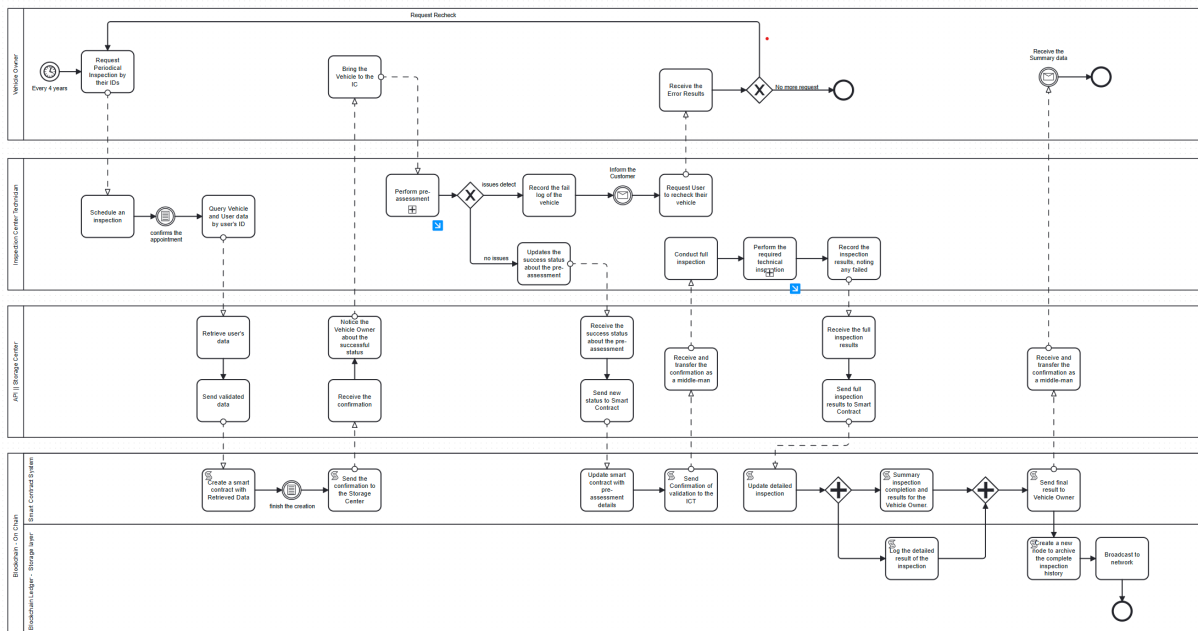 Request Recheck
Vehicle Owner
Every 4 years
Request
Periodical
Inspection by
their IDs
Bring the
Vehicle to the
IC
Receive the
Error Results
No more request
Receive the
Summary data
Inspection Center Technician
Schedule an
inspection
confirms the
appointment
Query Vehicle
and User data
by user's ID
Perform pre-
assessment
issues detect
Record the fail
log of the
vehicle
Inform the
Customer
Request User
to recheck their
vehicle
no issues
Updates the
success status
about the pre-
assessment
Conduct full
inspection
Perform the
required
technical
inspection
Record the
inspection
results, noting
any failed
API || Storage Center
Retrieve user's
data
Send validated
data
Notice the
Vehicle Owner
about the
successful
status
Receive the
confirmation
Receive the
success status
about the pre-
assessment
Send new
status to Smart
Contract
Receive and
transfer the
confirmation as
a middle-man
Receive the full
inspection
results
Send full
inspection
results to Smart
Contract
Receive and
transfer the
confirmation as
a middle-man
Blockchain - On Chain
Smart Contract System
Create a smart
contract with
Retrieved Data
finish the creation
Send the
confirmation to
the Storage
Center
Update smart
contract with
pre-
assessment
details
Send
Confirmation of
validation to the
ICT
Update detailed
inspection
Summary
inspection
completion and
results for the
Vehicle Owner.
Send final
result to
Vehicle Owner
Blockchain Ledger - Storage layer
Log the detailed
result of the
inspection
Create a new
node to archive
the complete
inspection
history
Broadcast to
network